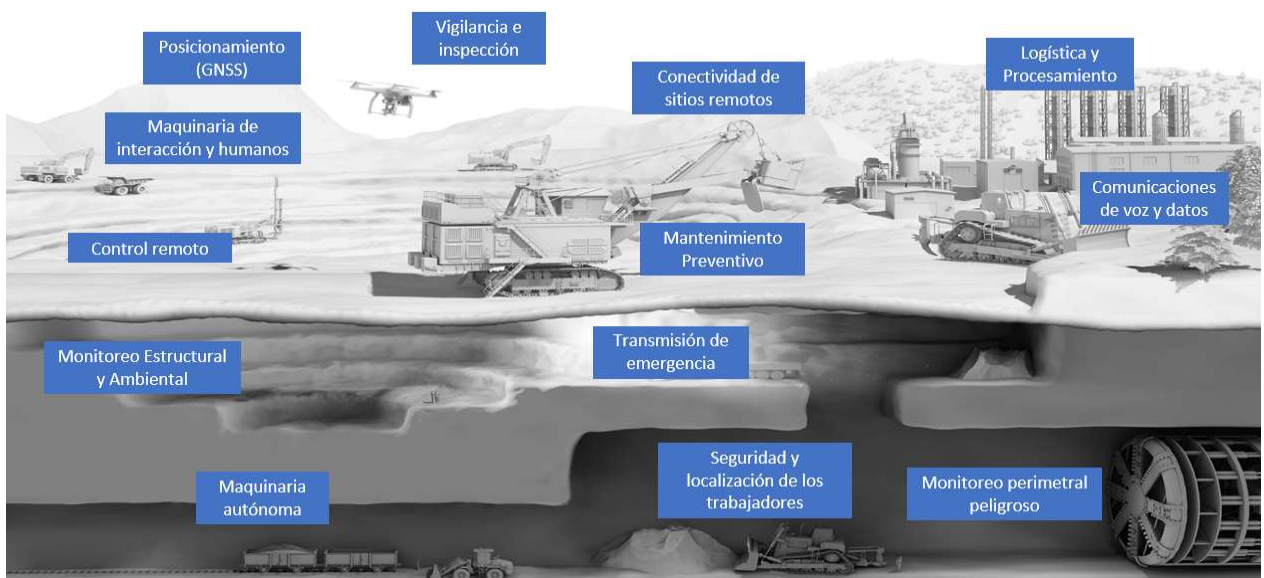 Vigilancia e
inspección
Posicionamiento
(GNSS)
Logística y
Procesamiento
Conectividad de
sitios remotos
Maquinaria de
interacción y humanos
Comunicaciones
de voz y datos
Control remoto
Mantenimiento
Preventivo
Transmisión de
emergencia
Monitoreo Estructural
y Ambiental
Seguridad y
localización de los
trabajadores
Maquinaria
autónoma
Monitoreo perimetral
peligroso